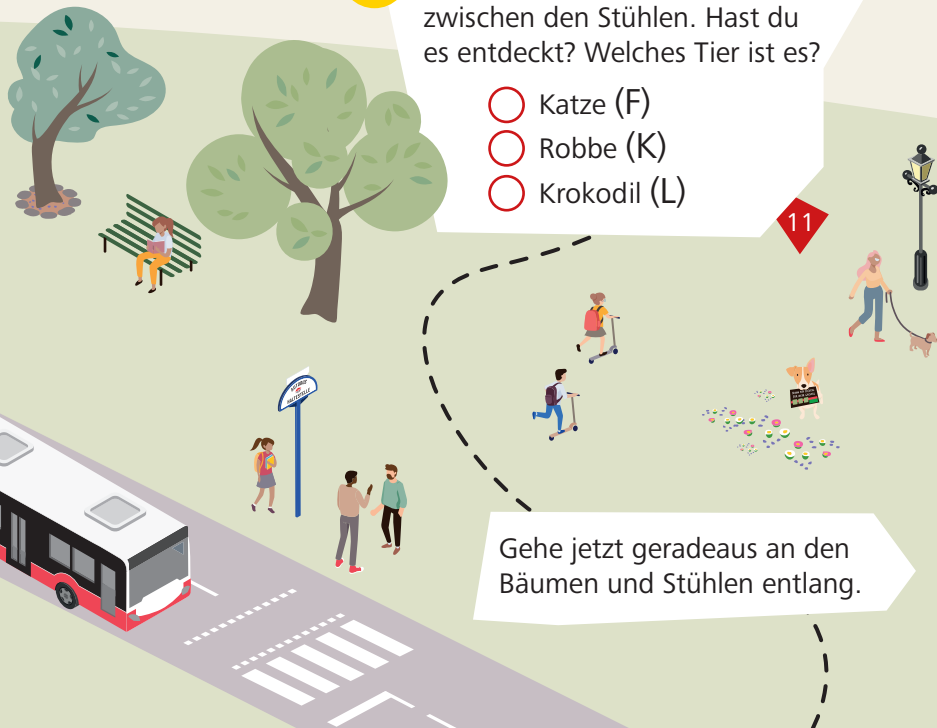 zwischen den Stühlen. Hast du
es entdeckt? Welches Tier ist es?
Katze (F)
Robbe (K)
Krokodil (L)
11
HALTESTELLE
Gehe jetzt geradeaus an den
Bäumen und Stühlen entlang.